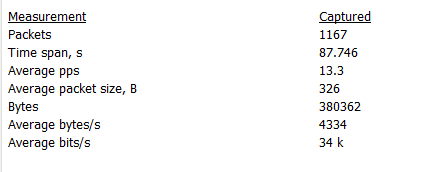 Measurement Captured
Packets 1167
Time span, s 87.746
Average pps 13.3
Average packet size, B 326
Bytes 380362
Average bytes/s 4334
Average bits/s 34 k